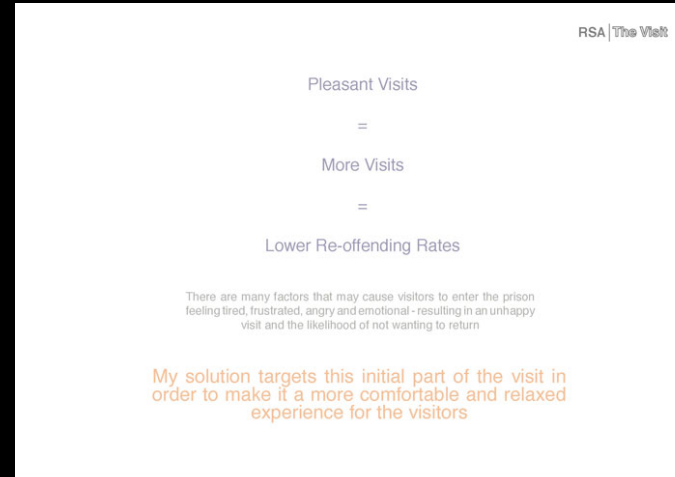 RSA|The Visit
Pleasant Visits
=
More Visits
=
Lower Re-offending Rates
There are many factors that may cause visitors to enter the prison
feeling tired, frustrated, angry and emotional - resulting in an unhappy
visit and the likelihood of not wanting to return
My solution targets this initial part of the visit in
order to make it a more comfortable and relaxed
experience for the visitors